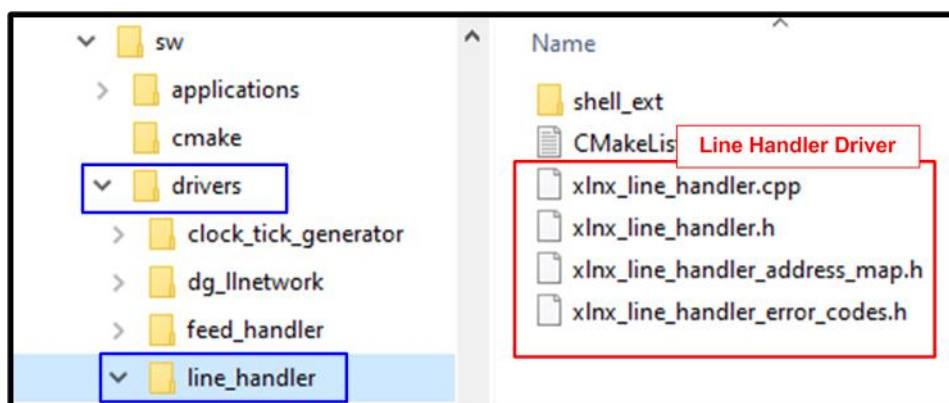 sw
applications
cmake
drivers
clock_tick_generator
dg_llnetwork
feed_handler
line_handler
Name
shell_ext
CMakeLis
Line Handler Driver
xlnx_line_handler.cpp
xlnx_line_handler.h
xlnx_line_handler_address_map.h
xlnx_line_handler_error_codes.h